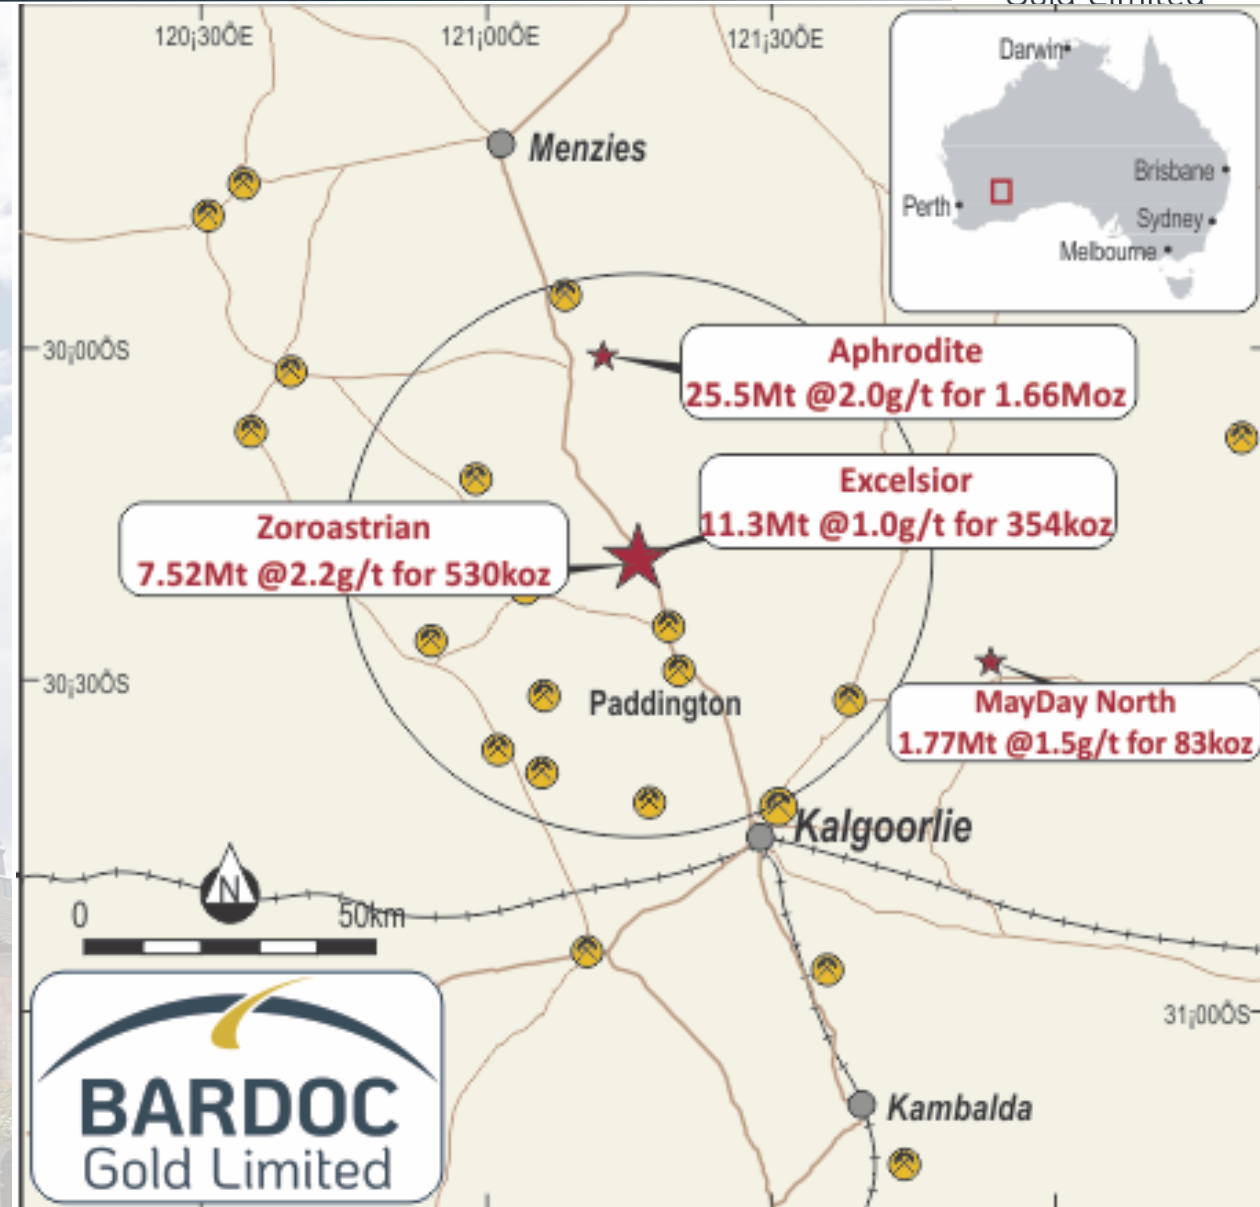 Gold Limited
120¡30ÕE
121¡00ÕE
121¡30ÕE
Darwin
Brisbane
Perth
Sydney
Melbourne
Menzies
30¡00ÕS
Aphrodite
25.5Mt @2.0g/t for 1.66Moz
Excelsior
11.3Mt @1.0g/t for 354koz
Zoroastrian
7.52Mt @2.2g/t for 530koz
30¡30ÕS
Paddington
MayDay North
1.77Mt @1.5g/t for 83koz
Kalgoorlie
N
0 50km
31¡00ÕS
BARDOC
Gold Limited
Kambalda